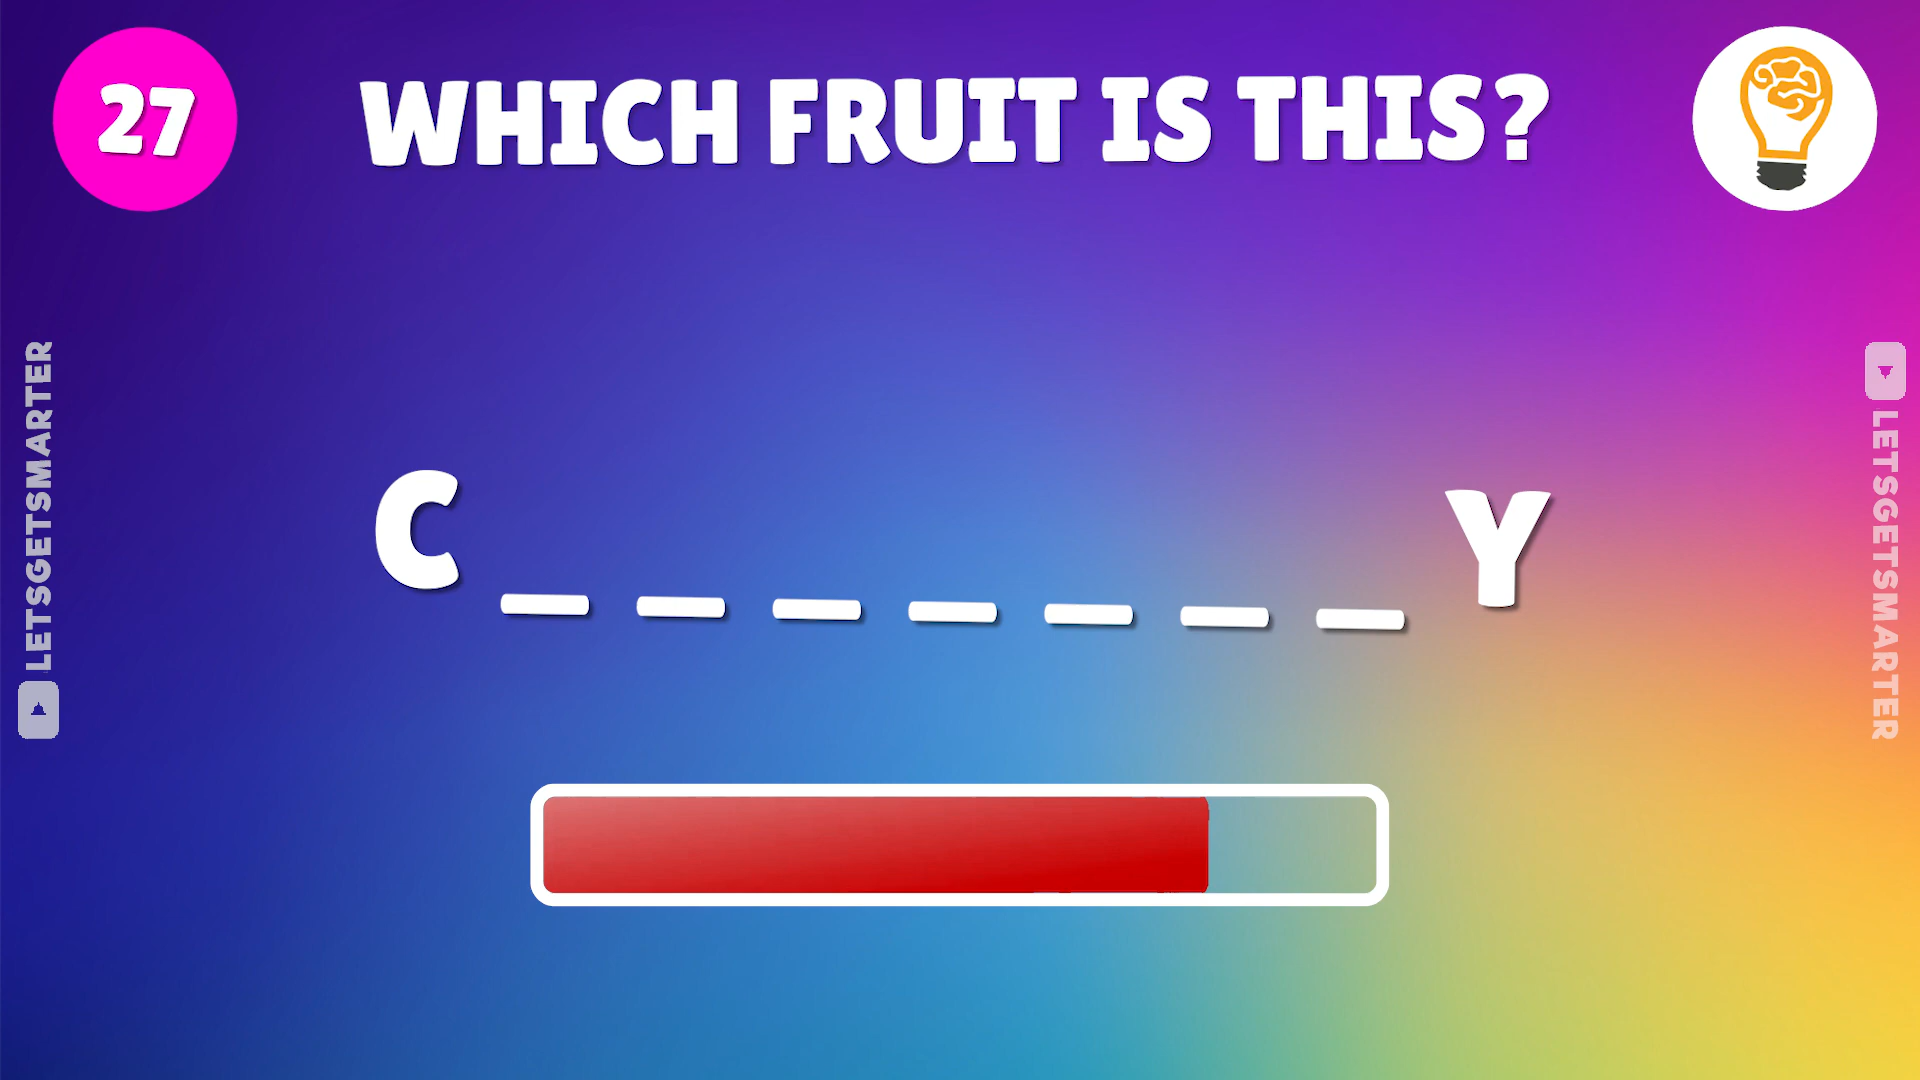 27
WHICH FRUIT IS THIS?
C _ _ _ _ _ _ _ Y
LETSGETSMARTER
LETSGETSMARTER